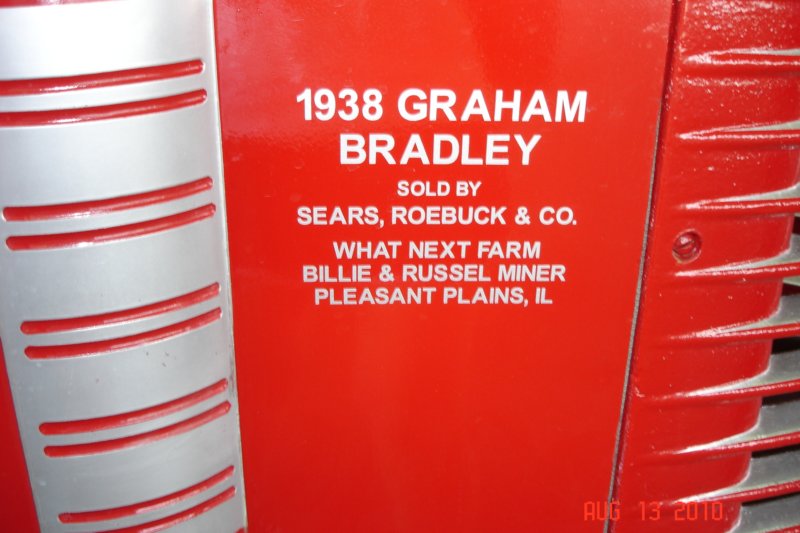 1938 GRAHAM
BRADLEY
SOLD BY
SEARS, ROEBUCK & CO.
WHAT NEXT FARM
BILLIE & RUSSEL MINER
PLEASANT PLAINS, IL
AUG 13 2010